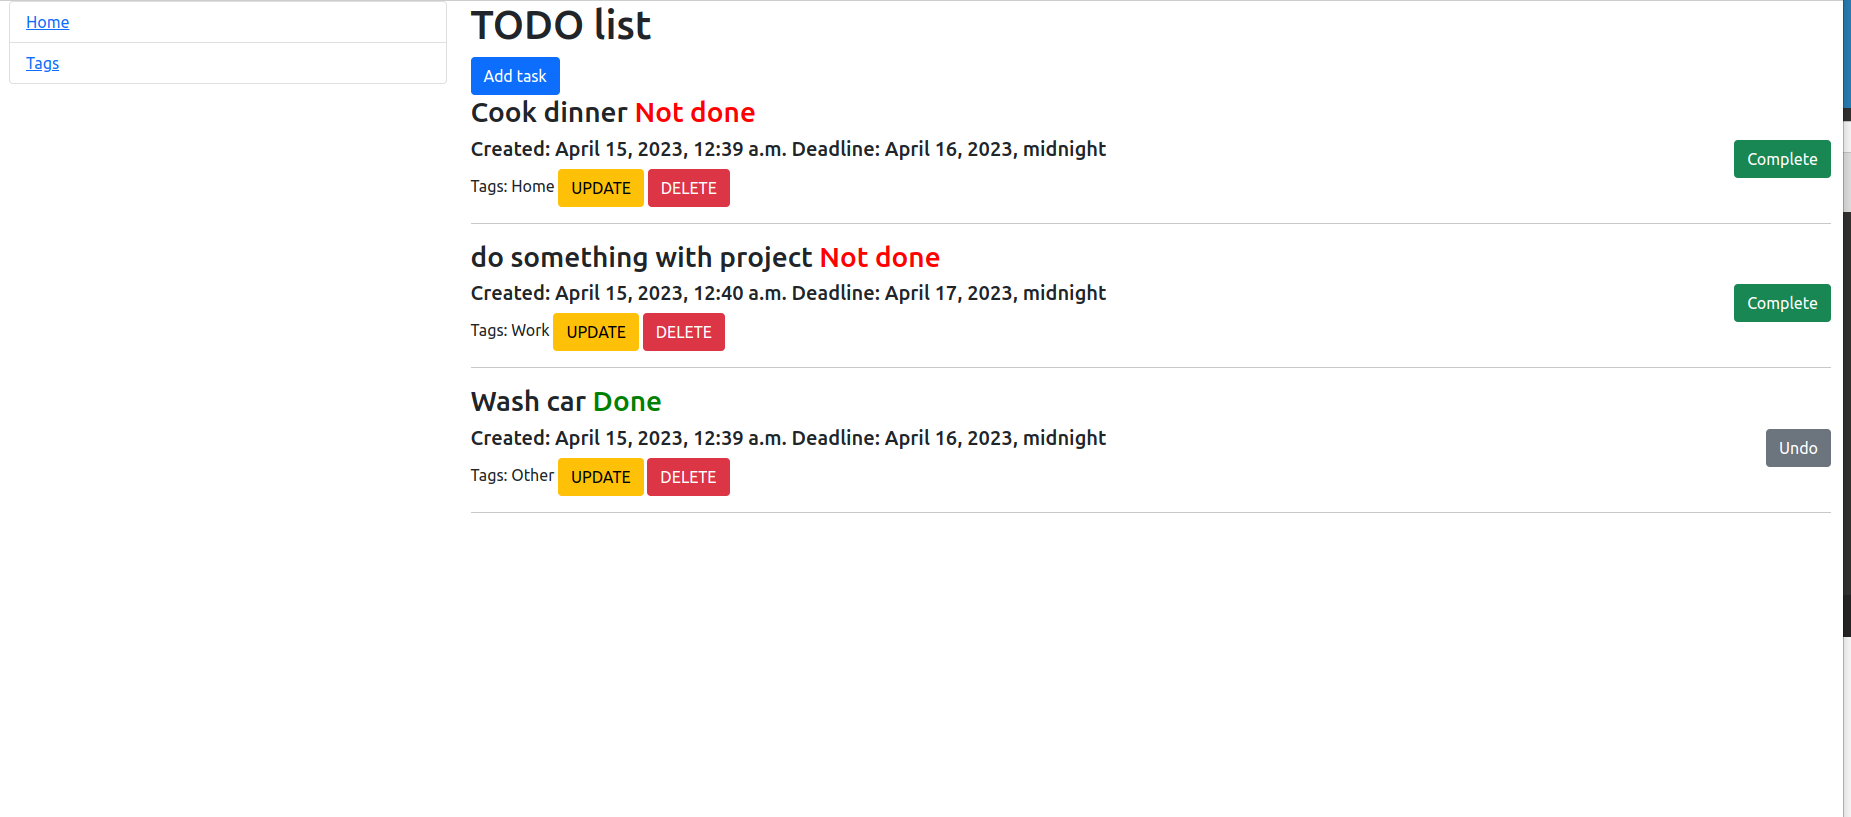 Home
Tags
TODO list
Add task
Cook dinner Not done
Created: April 15, 2023, 12:39 a.m. Deadline: April 16, 2023, midnight
Complete
Tags: Home UPDATE DELETE
do something with project Not done
Created: April 15, 2023, 12:40 a.m. Deadline: April 17, 2023, midnight
Complete
Tags: Work UPDATE DELETE
Wash car Done
Created: April 15, 2023, 12:39 a.m. Deadline: April 16, 2023, midnight
Undo
Tags: Other UPDATE DELETE